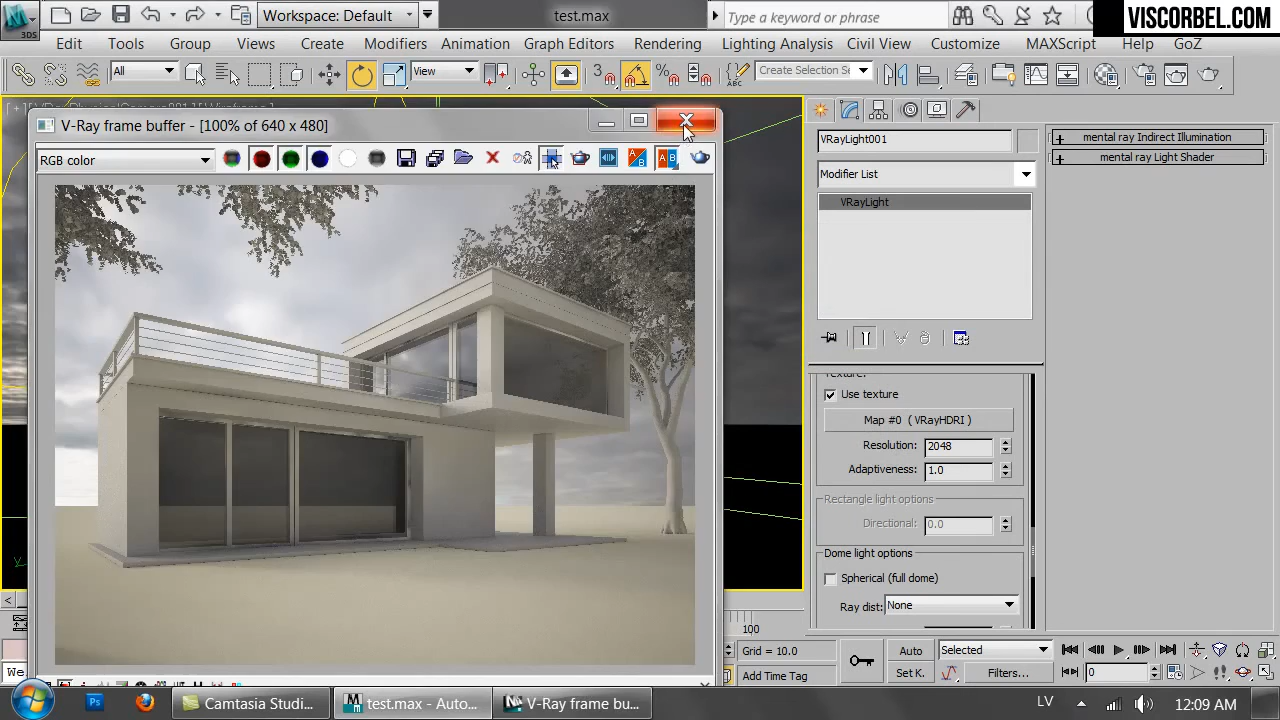 3DS
Workspace: Default
test.max
Type a keyword or phrase
VISCORBEL.COM
Edit Tools Group Views Create Modifiers Animaton Graph Editors Rendering Lighting Analysis Civil View Customize MAXScript Help GoZ
All
View
3
Create Selection Se
V-Ray frame buffer - [100% of 640 x 480]
RGB color
VRayLight001
Modifier List
VRayLight
mental ray Indirect Illumination
mental ray Light Shader
Texture:
Use texture
Map #0 ( VRayHDRI )
Resolution: 2048
Adaptiveness: 1.0
Rectangle light options
Directional: 0.0
Dome light options
Spherical (full dome)
Ray dist: None
100
Grid = 10.0
Add Time Tag
Auto
Selected
Set K.
Filters...
0
We
Camtasia Studi...
test.max - Auto...
V-Ray frame bu...
LV
12:09 AM